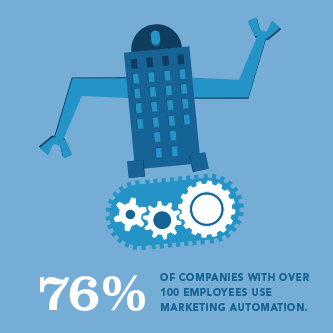 76%
OF COMPANIES WITH OVER
100 EMPLOYEES USE
MARKETING AUTOMATION.